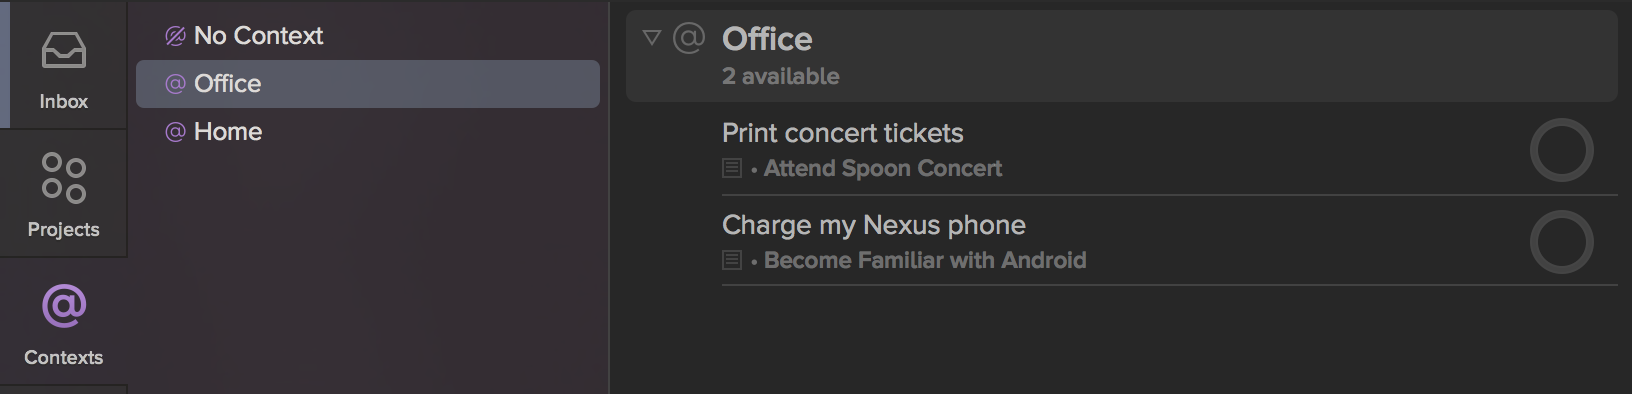 Inbox
Projects
Contexts
No Context
@ Office
@ Home
@ Office
2 available
Print concert tickets
• Attend Spoon Concert
Charge my Nexus phone
• Become Familiar with Android